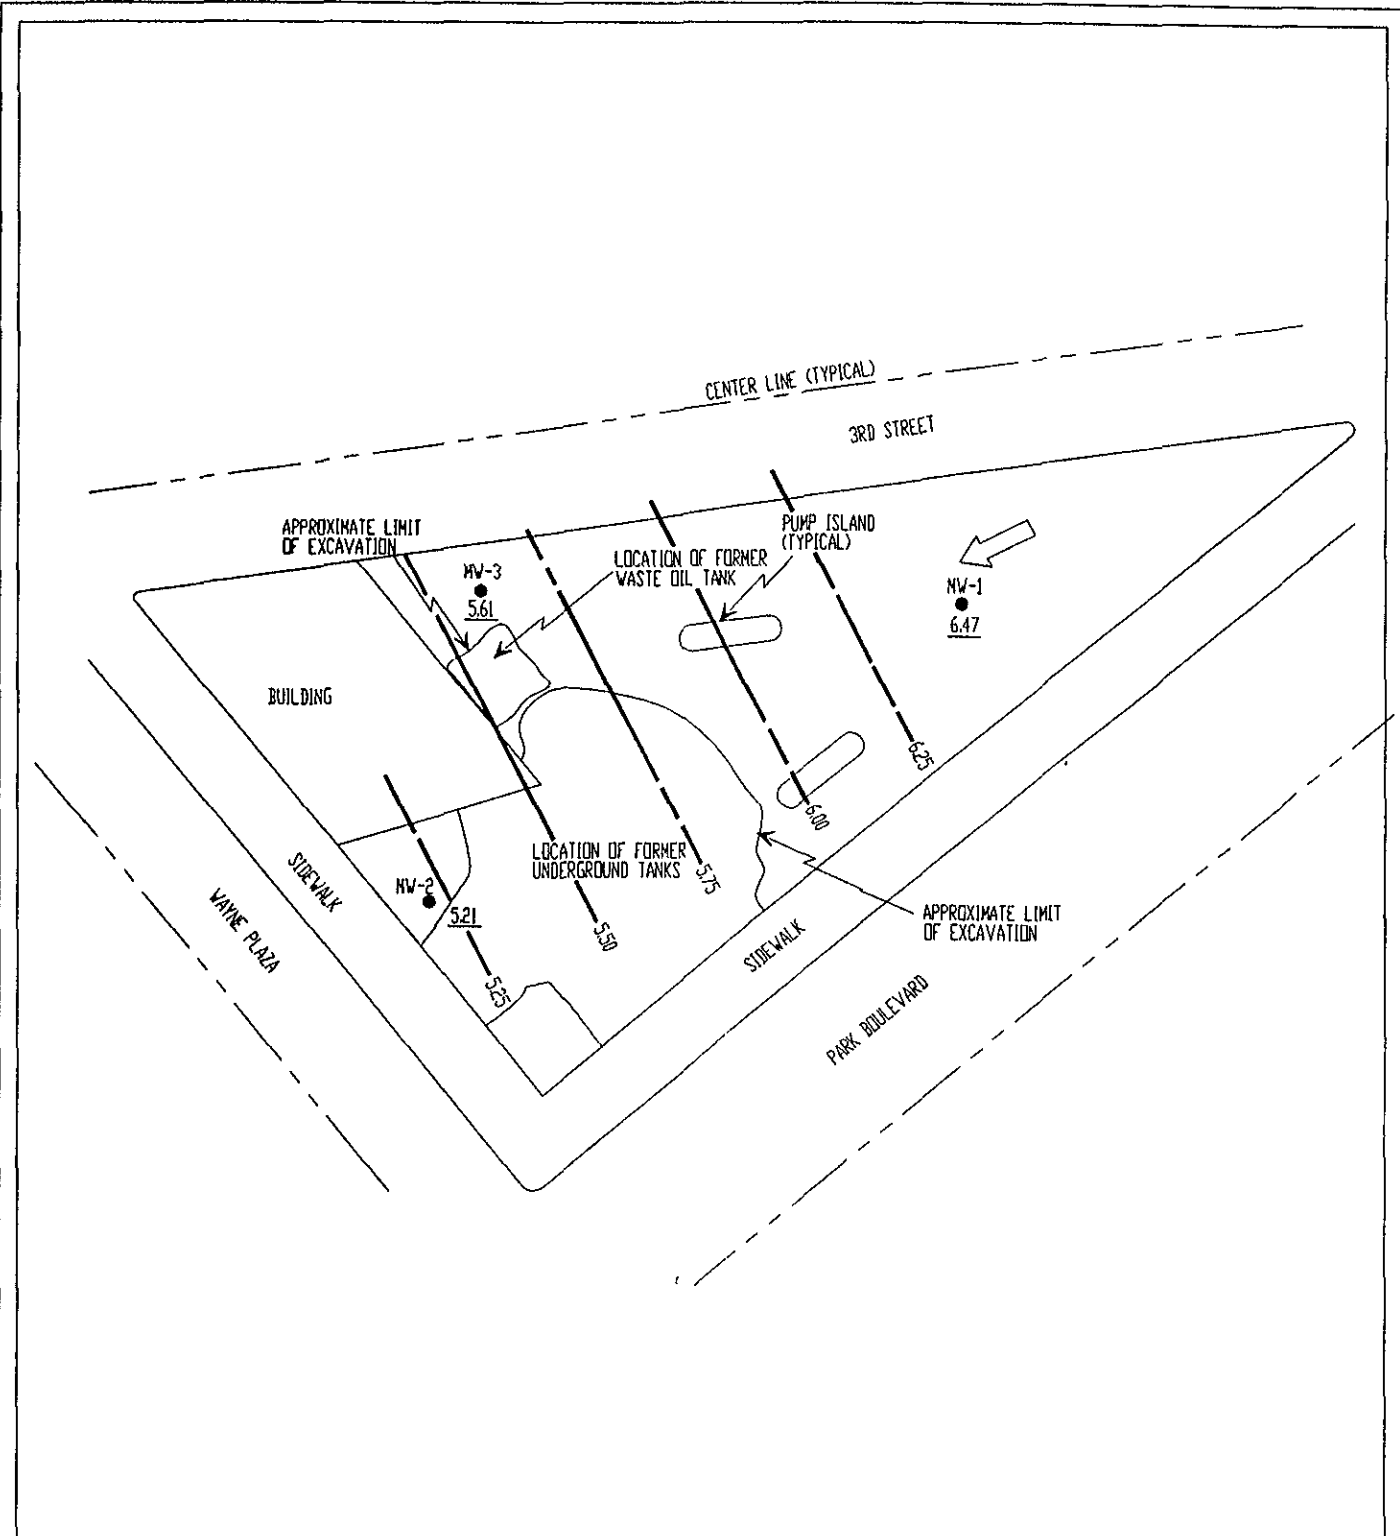 CENTER LINE (TYPICAL)
3RD STREET
APPROXIMATE LIMIT
OF EXCAVATION
PUMP ISLAND
(TYPICAL)
LOCATION OF FORMER
WASTE OIL TANK
MW-3
5.61
MW-1
6.47
BUILDING
6.25
6.00
LOCATION OF FORMER
UNDERGROUND TANKS
5.75
SIDEWALK
MW-2
5.21
WAYNE PLAZA
5.50
APPROXIMATE LIMIT
OF EXCAVATION
SIDEWALK
5.25
PARK BOULEVARD